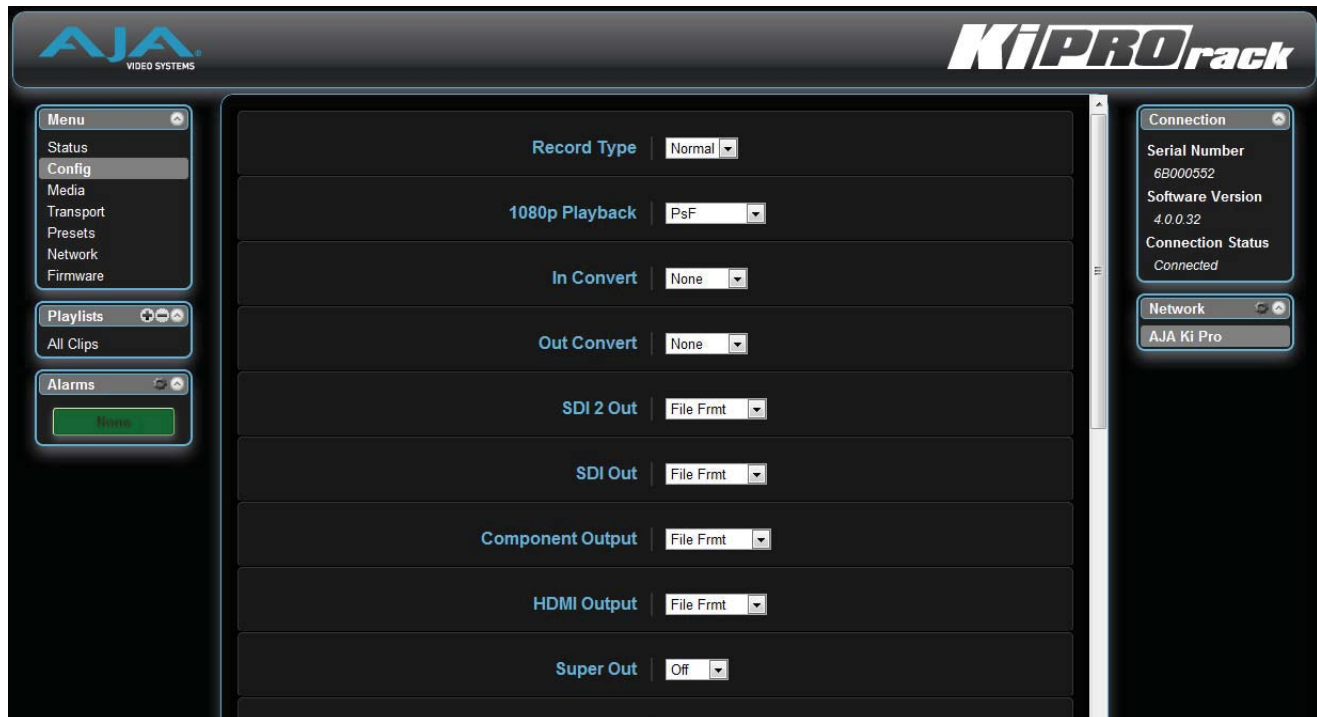 AJA
VIDEO SYSTEMS
KiPROrack
Menu
Status
Config
Media
Transport
Presets
Network
Firmware
Playlists
All Clips
Alarms
None
Record Type Normal
1080p Playback PsF
In Convert None
Out Convert None
SDI 2 Out File Frmt
SDI Out File Frmt
Component Output File Frmt
HDMI Output File Frmt
Super Out Off
Connection
Serial Number
6B000552
Software Version
4.0.0.32
Connection Status
Connected
Network
AJA Ki Pro